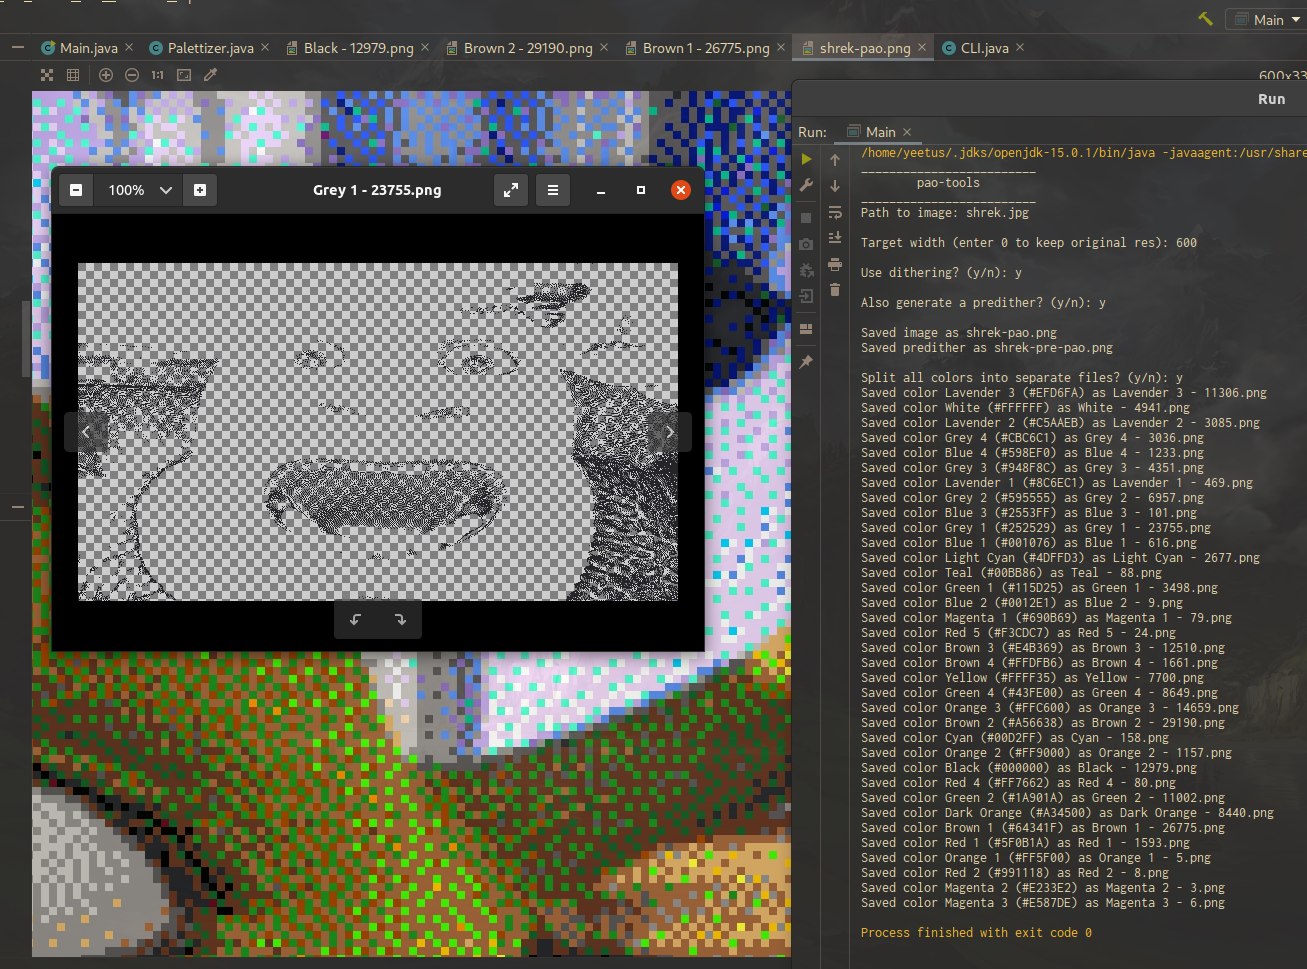 Main
Main.java
Palettizer.java
Black - 12979.png
Brown 2 - 29190.png
Brown 1 - 26775.png
shrek-pao.png
CLI.java
1:1
Run
Run:
Main
100%
Grey 1 - 23755.png
/home/yeetus/.jdks/openjdk-15.0.1/bin/java -javaagent:/usr/share
pao-tools
Path to image: shrek.jpg
Target width (enter 0 to keep original res): 600
Use dithering? (y/n): y
Also generate a predither? (y/n): y
Saved image as shrek-pao.png
Saved predither as shrek-pre-pao.png
Split all colors into separate files? (y/n): y
Saved color Lavender 3 (#EFD6FA) as Lavender 3 - 11306.png
Saved color White (#FFFFFF) as White - 4941.png
Saved color Lavender 2 (#C5AAEB) as Lavender 2 - 3085.png
Saved color Grey 4 (#CBC6C1) as Grey 4 - 3036.png
Saved color Blue 4 (#598EF0) as Blue 4 - 1233.png
Saved color Grey 3 (#948F8C) as Grey 3 - 4351.png
Saved color Lavender 1 (#8C6EC1) as Lavender 1 - 469.png
Saved color Grey 2 (#595555) as Grey 2 - 6957.png
Saved color Blue 3 (#2553FF) as Blue 3 - 101.png
Saved color Grey 1 (#252529) as Grey 1 - 23755.png
Saved color Blue 1 (#001076) as Blue 1 - 616.png
Saved color Light Cyan (#4DFFD3) as Light Cyan - 2677.png
Saved color Teal (#00BB86) as Teal - 88.png
Saved color Green 1 (#115D25) as Green 1 - 3498.png
Saved color Blue 2 (#0012E1) as Blue 2 - 9.png
Saved color Magenta 1 (#690B69) as Magenta 1 - 79.png
Saved color Red 5 (#F3CDC7) as Red 5 - 24.png
Saved color Brown 3 (#E4B369) as Brown 3 - 12510.png
Saved color Brown 4 (#FFDFB6) as Brown 4 - 1661.png
Saved color Yellow (#FFFF35) as Yellow - 7700.png
Saved color Green 4 (#43FE00) as Green 4 - 8649.png
Saved color Orange 3 (#FFC600) as Orange 3 - 14659.png
Saved color Brown 2 (#A56638) as Brown 2 - 29190.png
Saved color Cyan (#00D2FF) as Cyan - 158.png
Saved color Orange 2 (#FF9000) as Orange 2 - 1157.png
Saved color Black (#000000) as Black - 12979.png
Saved color Red 4 (#FF7662) as Red 4 - 80.png
Saved color Green 2 (#1A901A) as Green 2 - 11002.png
Saved color Dark Orange (#A34500) as Dark Orange - 8440.png
Saved color Brown 1 (#64341F) as Brown 1 - 26775.png
Saved color Red 1 (#5F0B1A) as Red 1 - 1593.png
Saved color Orange 1 (#FF5F00) as Orange 1 - 5.png
Saved color Red 2 (#991118) as Red 2 - 8.png
Saved color Magenta 2 (#E233E2) as Magenta 2 - 3.png
Saved color Magenta 3 (#E587DE) as Magenta 3 - 6.png
Process finished with exit code 0